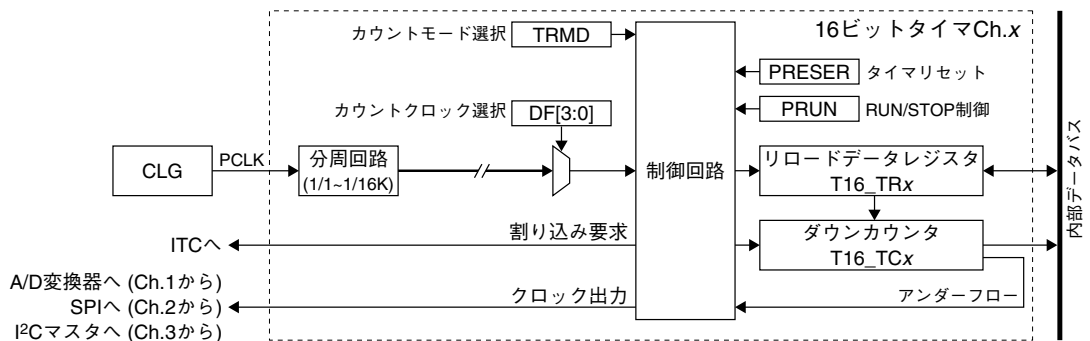 カウントモード選択 TRMD
16ビットタイマCh.x
PRESER タイマリセット
カウントクロック選択 DF[3:0]
PRUN RUN/STOP制御
CLG
PCLK
分周回路
(1/1~1/16K)
制御回路
リロードデータレジスタ
T16_TRx
内部データバス
割り込み要求
ITCへ
ダウンカウンタ
T16_TCx
A/D変換器へ (Ch.1から)
クロック出力
アンダーフロー
SPIへ (Ch.2から)
I²Cマスタへ (Ch.3から)